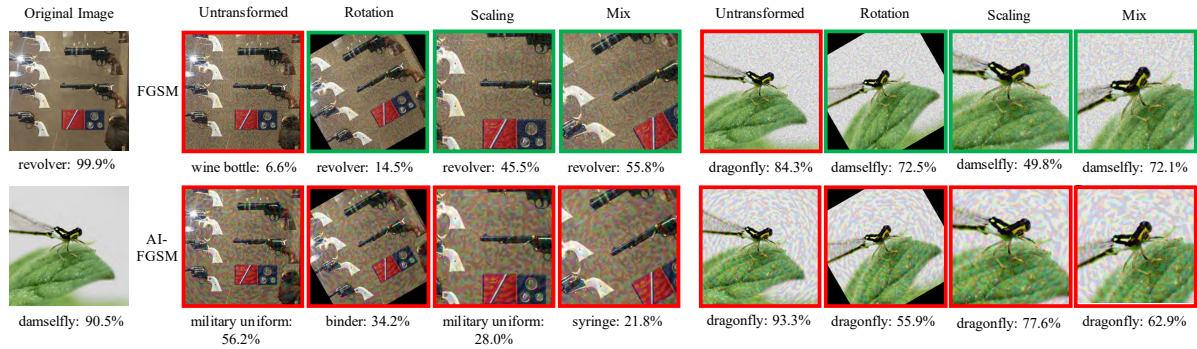 Original Image
Untransformed
Rotation
Scaling
Mix
Untransformed
Rotation
Scaling
Mix
FGSM
revolver: 99.9%
wine bottle: 6.6%
revolver: 14.5%
revolver: 45.5%
revolver: 55.8%
dragonfly: 84.3%
damselfly: 72.5%
damselfly: 49.8%
damselfly: 72.1%
AI-
FGSM
damselfly: 90.5%
military uniform:
56.2%
binder: 34.2%
military uniform:
28.0%
syringe: 21.8%
dragonfly: 93.3%
dragonfly: 55.9%
dragonfly: 77.6%
dragonfly: 62.9%